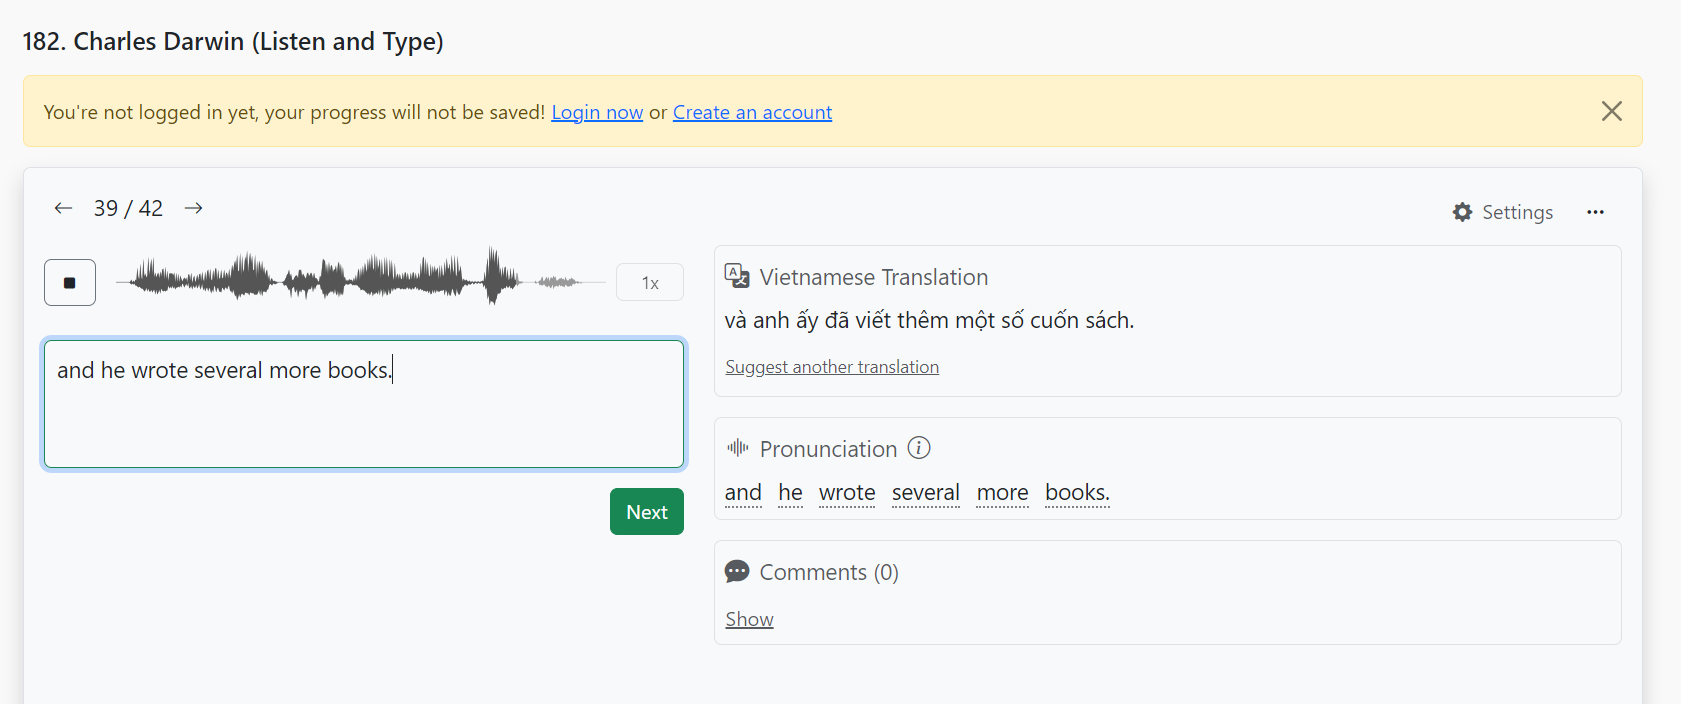 182. Charles Darwin (Listen and Type)
You're not logged in yet, your progress will not be saved! Login now or Create an account
39 / 42
Settings
1x
and he wrote several more books.
Next
Vietnamese Translation
và anh ấy đã viết thêm một số cuốn sách.
Suggest another translation
Pronunciation
and he wrote several more books.
Comments (0)
Show